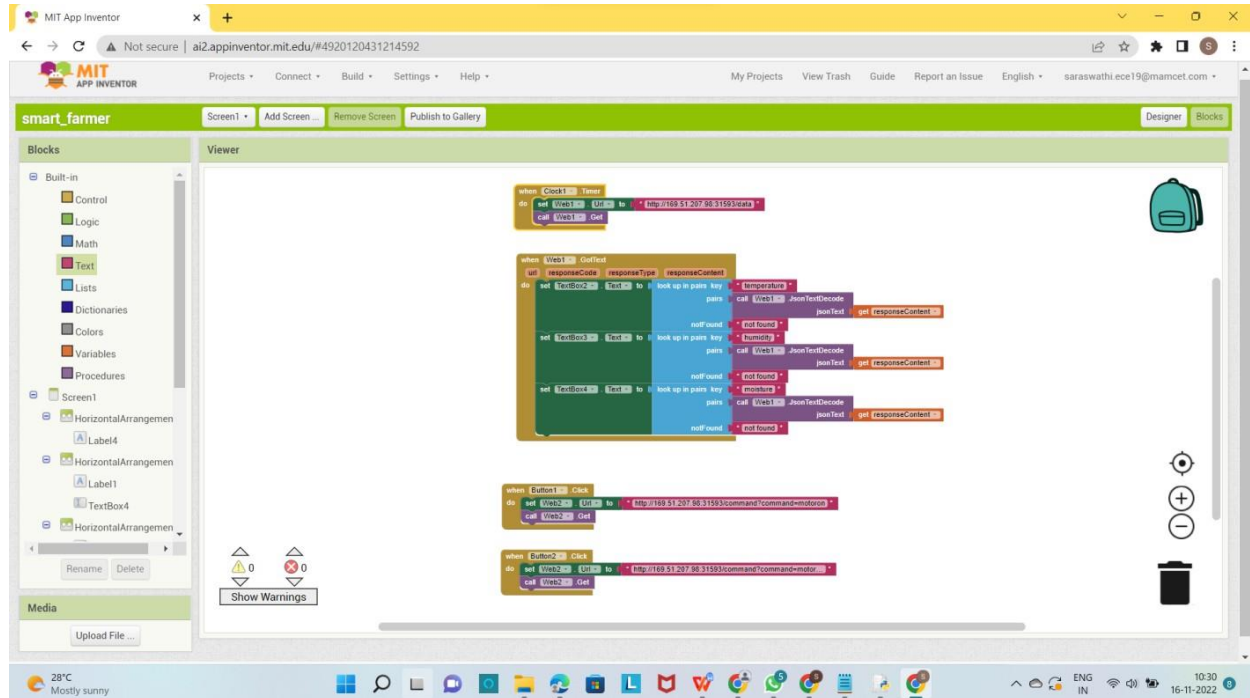 MIT App Inventor
Not secure | ai2.appinventor.mit.edu/#4920120431214592
S
MIT
APP INVENTOR
Projects Connect Build Settings Help My Projects View Trash Guide Report an Issue English saraswathi.ece19@mamcet.com
smart_farmer Screen1 Add Screen ... Remove Screen Publish to Gallery Designer Blocks
Blocks
Built-in
Control
Logic
Math
Text
Lists
Dictionaries
Colors
Variables
Procedures
Screen1
HorizontalArrangemen
Label4
HorizontalArrangemen
Label1
TextBox4
HorizontalArrangemen
Rename Delete
Media
Upload File ...
Viewer
when Clock1 .Timer
do set Web1 . Url to " http://169.51.207.98:31593/data "
call Web1 .Get
when Web1 .GotText
url responseCode responseType responseContent
do set TextBox2 . Text to look up in pairs key " temperature "
pairs call Web1 .JsonTextDecode
jsonText get responseContent
notFound " not found "
set TextBox3 . Text to look up in pairs key " humidity "
pairs call Web1 .JsonTextDecode
jsonText get responseContent
notFound " not found "
set TextBox4 . Text to look up in pairs key " moisture "
pairs call Web1 .JsonTextDecode
jsonText get responseContent
notFound " not found "
when Button1 .Click
do set Web2 . Url to " http://169.51.207.98:31593/command?command=motoron "
call Web2 .Get
when Button2 .Click
do set Web2 . Url to " http://169.51.207.98:31593/command?command=motor... "
call Web2 .Get
0 0
Show Warnings
28°C
Mostly sunny
ENG
IN
10:30
16-11-2022
8